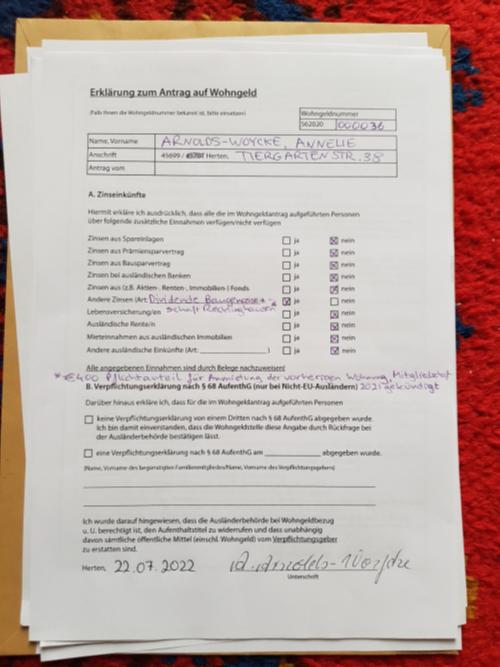 Erklärung zum Antrag auf Wohngeld
(Falls Ihnen die Wohngeldnummer bekannt ist, bitte einsetzen)
Wohngeldnummer
562020 000036
Name, Vorname ARNOLDS-WOYCKE, ANNELIE
Anschrift 45699 / 45701 Herten, TIERGARTENSTR. 38
Antrag vom
A. Zinseinkünfte
Hiermit erkläre ich ausdrücklich, dass alle die im Wohngeldantrag aufgeführten Personen
über folgende zusätzliche Einnahmen verfügen/nicht verfügen
Zinsen aus Spareinlagen ja nein
Zinsen aus Prämiensparvertrag ja nein
Zinsen aus Bausparvertrag ja nein
Zinsen bei ausländischen Banken ja nein
Zinsen aus (z.B. Aktien-, Renten-, Immobilien-) Fonds ja nein
Andere Zinsen (Art: Dividende Baugenossen- ja nein
schaft Recklinghausen *
Lebensversicherung/en ja nein
Ausländische Rente/n ja nein
Mieteinnahmen aus ausländischen Immobilien ja nein
Andere ausländische Einkünfte (Art: ) ja nein
Alle angegebenen Einnahmen sind durch Belege nachzuweisen!
* €400 Pflichtanteil für Anmietung der vorherigen Wohnung, Mitgliedschaft
B. Verpflichtungserklärung nach § 68 AufenthG (nur bei Nicht-EU-Ausländern) 2021 gekündigt
Darüber hinaus erkläre ich, dass für die im Wohngeldantrag aufgeführten Personen
keine Verpflichtungserklärung von einem Dritten nach § 68 AufenthG abgegeben wurde.
Ich bin damit einverstanden, dass die Wohngeldstelle diese Angabe durch Rückfrage bei
der Ausländerbehörde bestätigen lässt.
eine Verpflichtungserklärung nach § 68 AufenthG am abgegeben wurde.
(Name, Vorname des begünstigten Familienmitgliedes/Name, Vorname des Verpflichtungsgebers)
Ich wurde darauf hingewiesen, dass die Ausländerbehörde bei Wohngeldbezug
u. U. berechtigt ist, den Aufenthaltstitel zu widerrufen und dass unabhängig
davon sämtliche öffentliche Mittel (einschl. Wohngeld) vom Verpflichtungsgeber
zu erstatten sind.
Herten, 22.07.2022 A. Arnolds-Woycke
Unterschrift